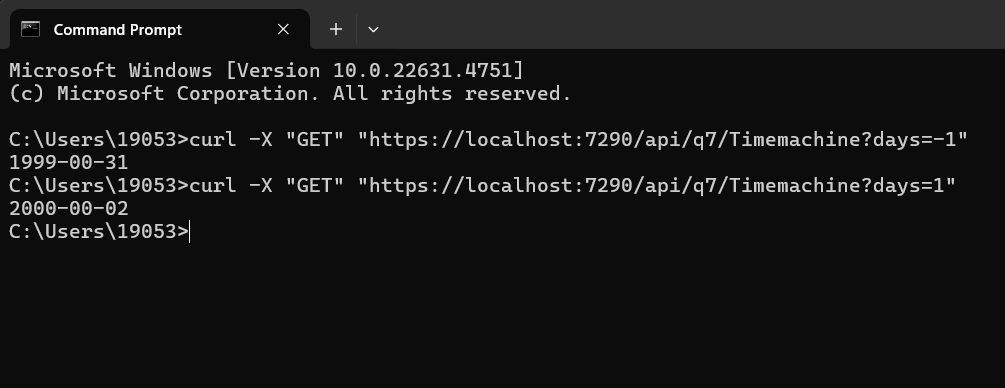 Command Prompt
Microsoft Windows [Version 10.0.22631.4751]
(c) Microsoft Corporation. All rights reserved.
C:\Users\19053>curl -X "GET" "https://localhost:7290/api/q7/Timemachine?days=-1"
1999-00-31
C:\Users\19053>curl -X "GET" "https://localhost:7290/api/q7/Timemachine?days=1"
2000-00-02
C:\Users\19053>